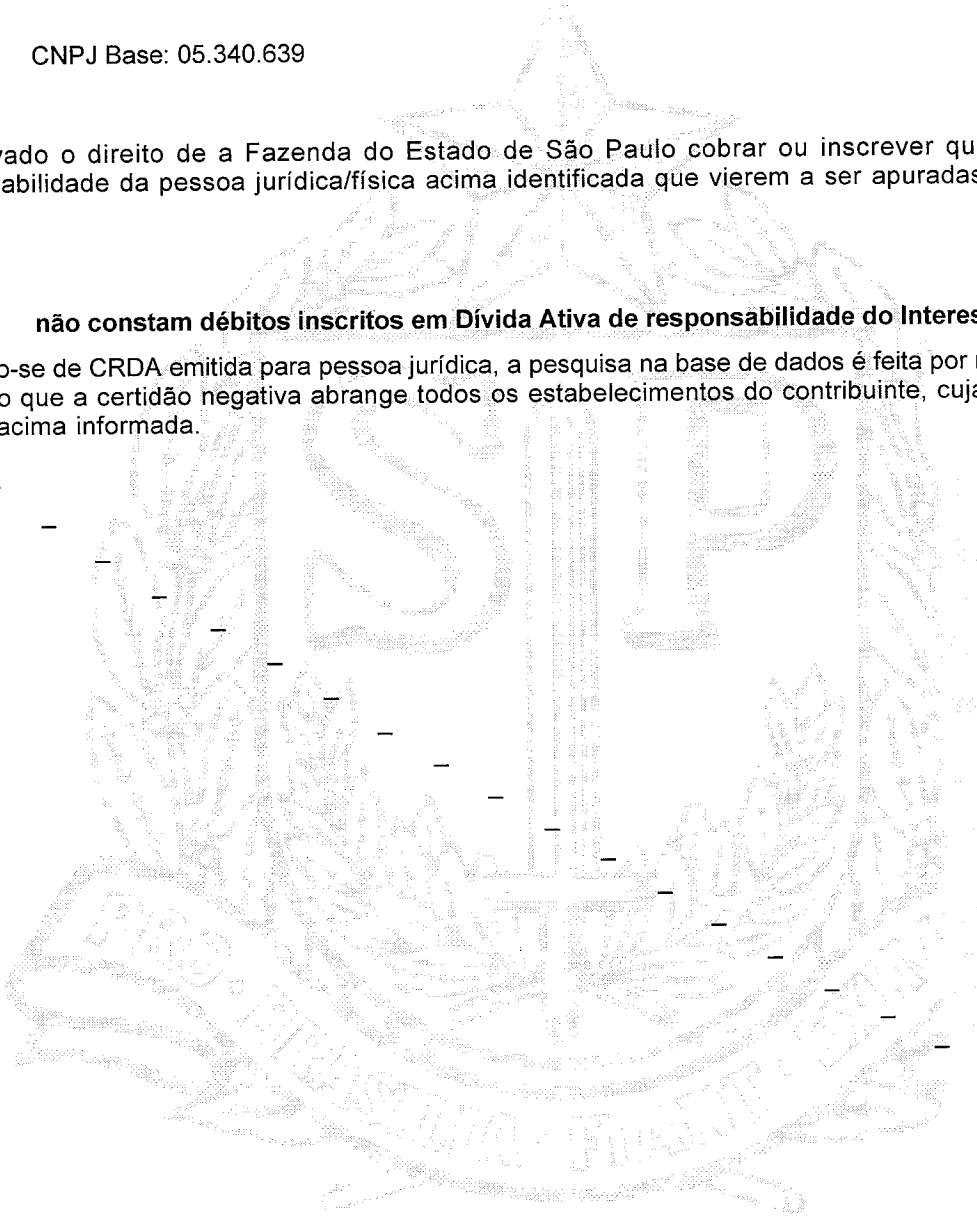 CNPJ Base: 05.340.639
vado o direito de a Fazenda do Estado de São Paulo cobrar ou inscrever qu
abilidade da pessoa jurídica/física acima identificada que vierem a ser apuradas
não constam débitos inscritos em Dívida Ativa de responsabilidade do Interes
o-se de CRDA emitida para pessoa jurídica, a pesquisa na base de dados é feita por
o que a certidão negativa abrange todos os estabelecimentos do contribuinte, cuja
acima informada.
SP